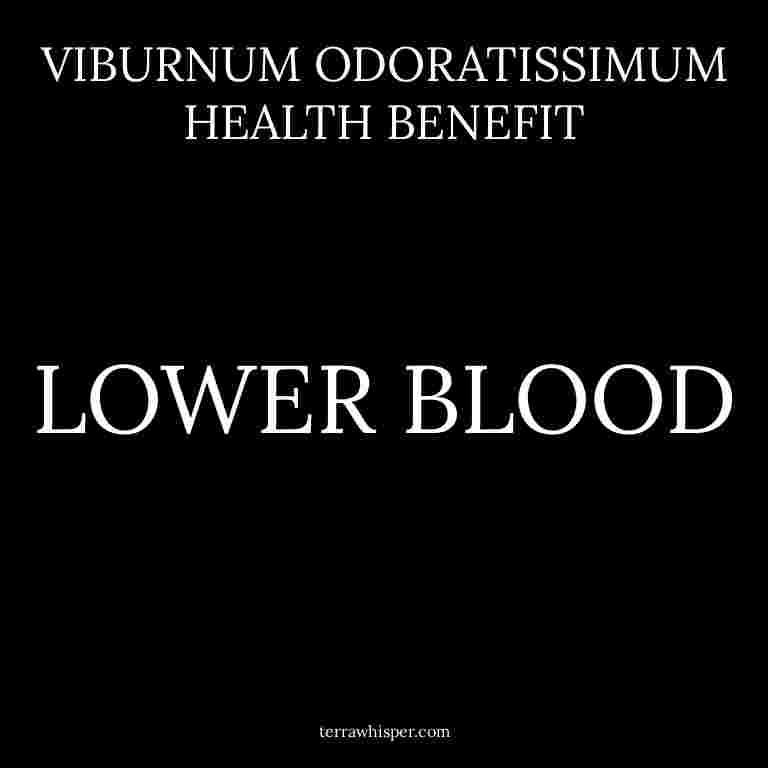 VIBURNUM ODORATISSIMUM
HEALTH BENEFIT
LOWER BLOOD
terrawhisper.com